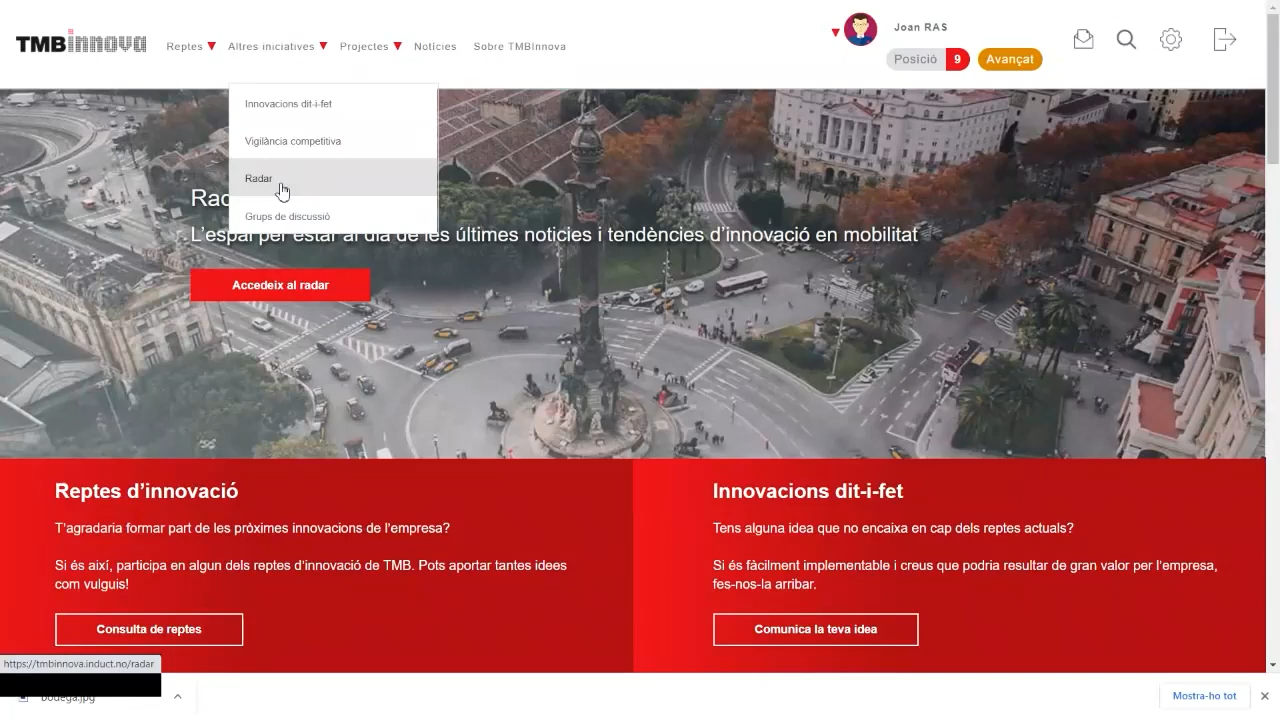 TMBinnova
Reptes Altres iniciatives Projectes Notícies Sobre TMBInnova
Joan RAS
Posició 9 Avançat
Innovacions dit-i-fet
Vigilància competitiva
Radar
Grups de discussió
Rad
L'espai per estar al dia de les últimes noticies i tendències d'innovació en mobilitat
Accedeix al radar
Reptes d'innovació
T'agradaria formar part de les pròximes innovacions de l'empresa?
Si és així, participa en algun dels reptes d'innovació de TMB. Pots aportar tantes idees
com vulguis!
Consulta de reptes
Innovacions dit-i-fet
Tens alguna idea que no encaixa en cap dels reptes actuals?
Si és fàcilment implementable i creus que podria resultar de gran valor per l'empresa,
fes-nos-la arribar.
Comunica la teva idea
https://tmbinnova.induct.no/radar
bodega.jpg
Mostra-ho tot